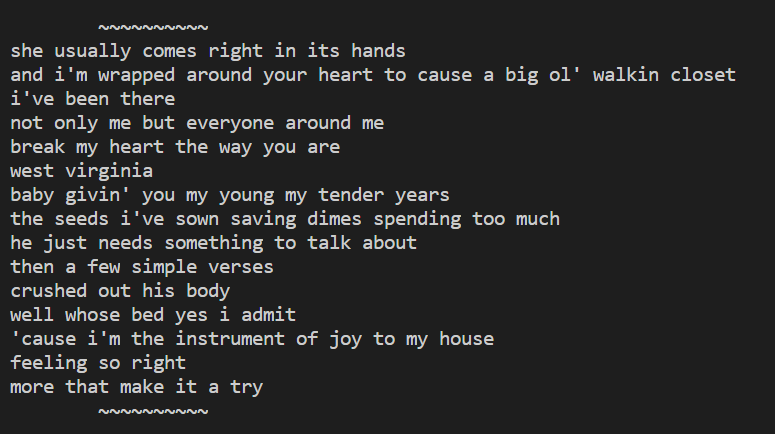 ~~~~~~~~~~
she usually comes right in its hands
and i'm wrapped around your heart to cause a big ol' walkin closet
i've been there
not only me but everyone around me
break my heart the way you are
west virginia
baby givin' you my young my tender years
the seeds i've sown saving dimes spending too much
he just needs something to talk about
then a few simple verses
crushed out his body
well whose bed yes i admit
'cause i'm the instrument of joy to my house
feeling so right
more that make it a try
~~~~~~~~~~